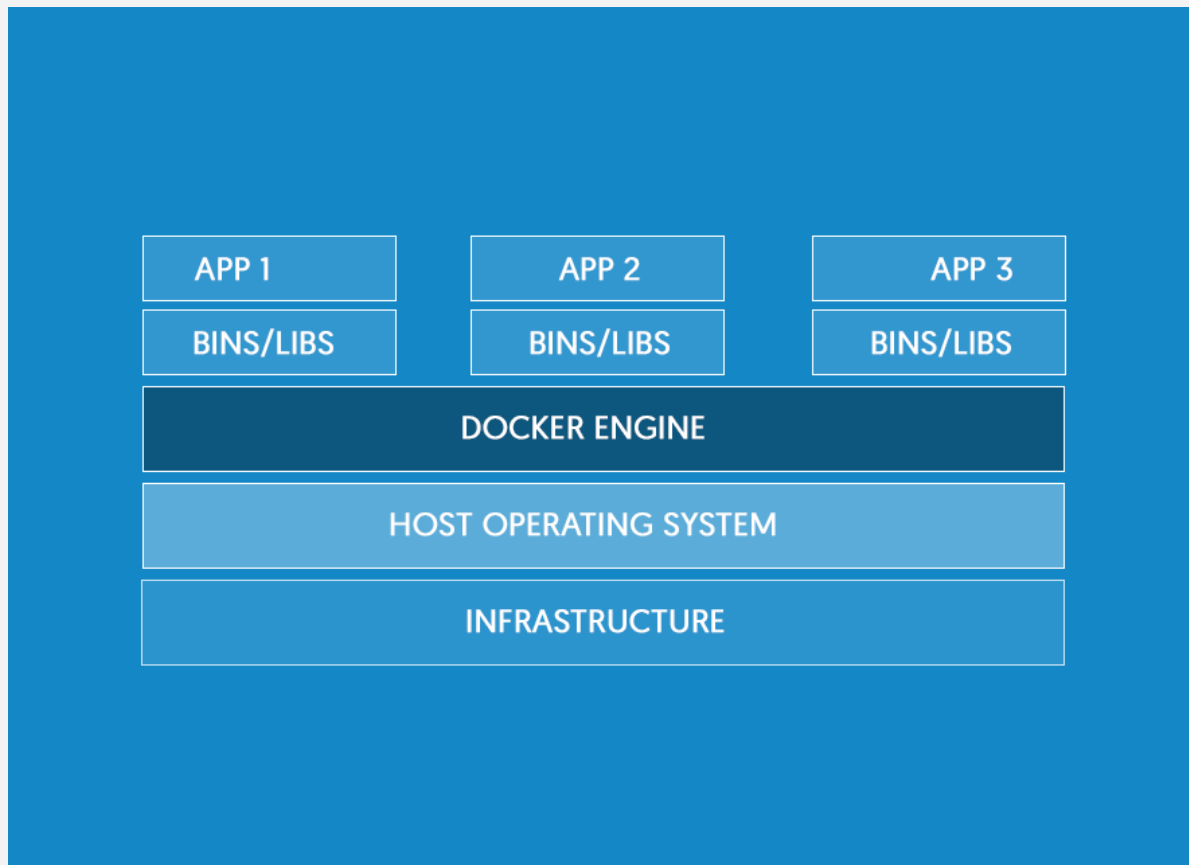 APP 1 APP 2 APP 3
BINS/LIBS BINS/LIBS BINS/LIBS
DOCKER ENGINE
HOST OPERATING SYSTEM
INFRASTRUCTURE